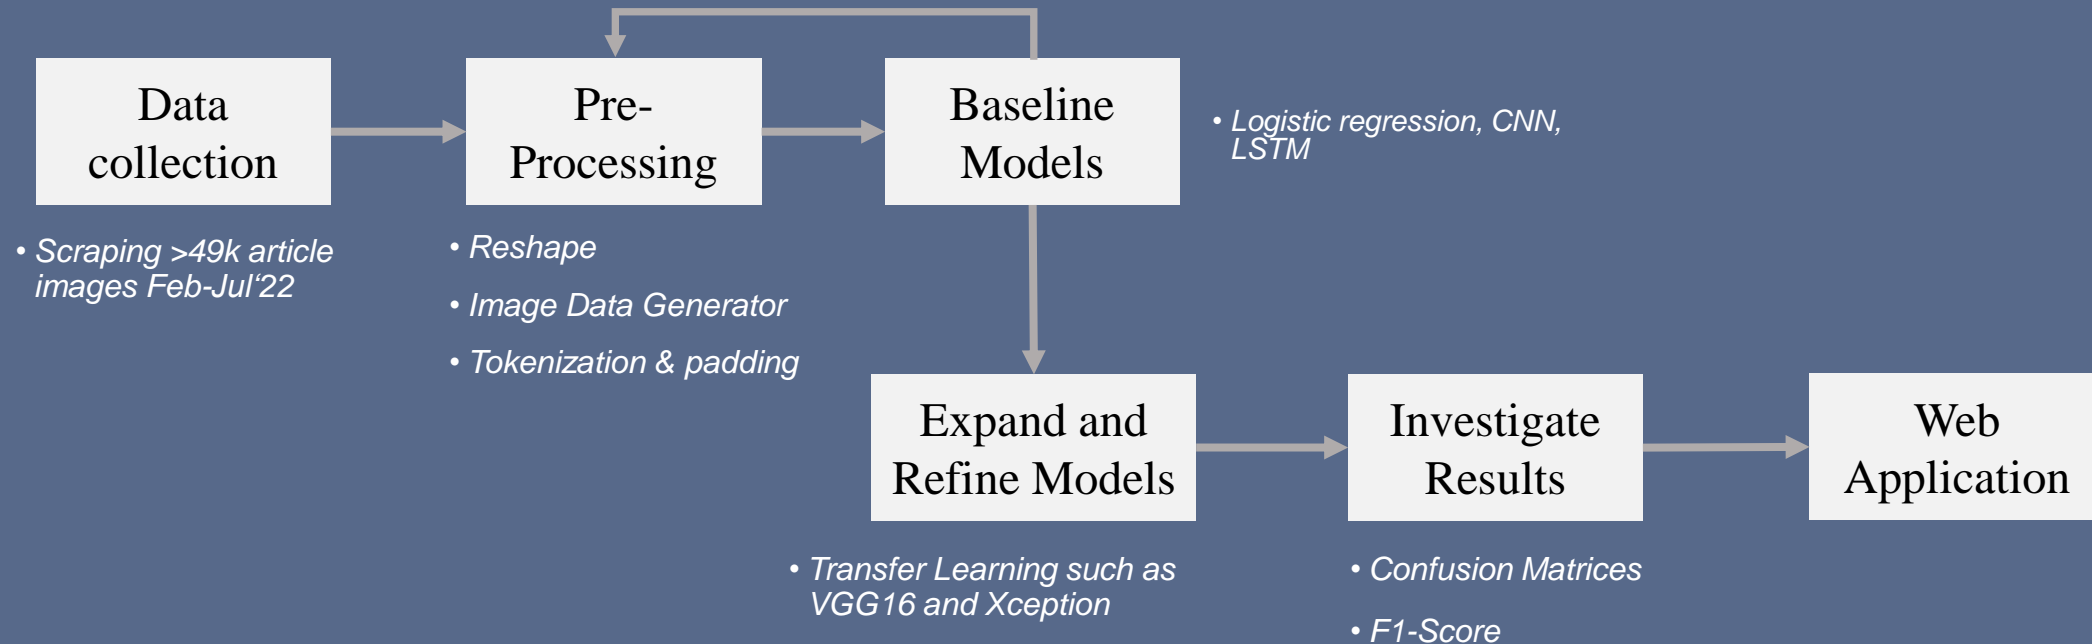 Data
collection
Pre-
Processing
Baseline
Models
• Logistic regression, CNN,
LSTM
• Scraping >49k article
images Feb-Jul‘22
• Reshape
• Image Data Generator
• Tokenization & padding
Expand and
Refine Models
Investigate
Results
Web
Application
• Transfer Learning such as
VGG16 and Xception
• Confusion Matrices
• F1-Score